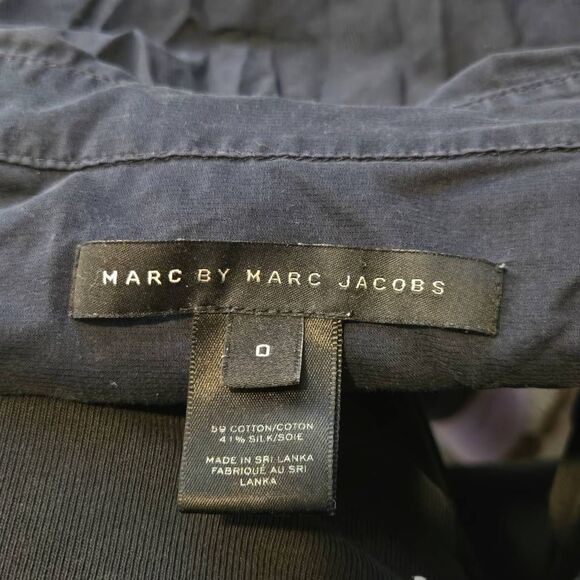 MARC BY MARC JACOBS
0
59 COTTON/COTON
41% SILK/SOIE
MADE IN SRI LANKA
FABRIQUÉ AU SRI
LANKA